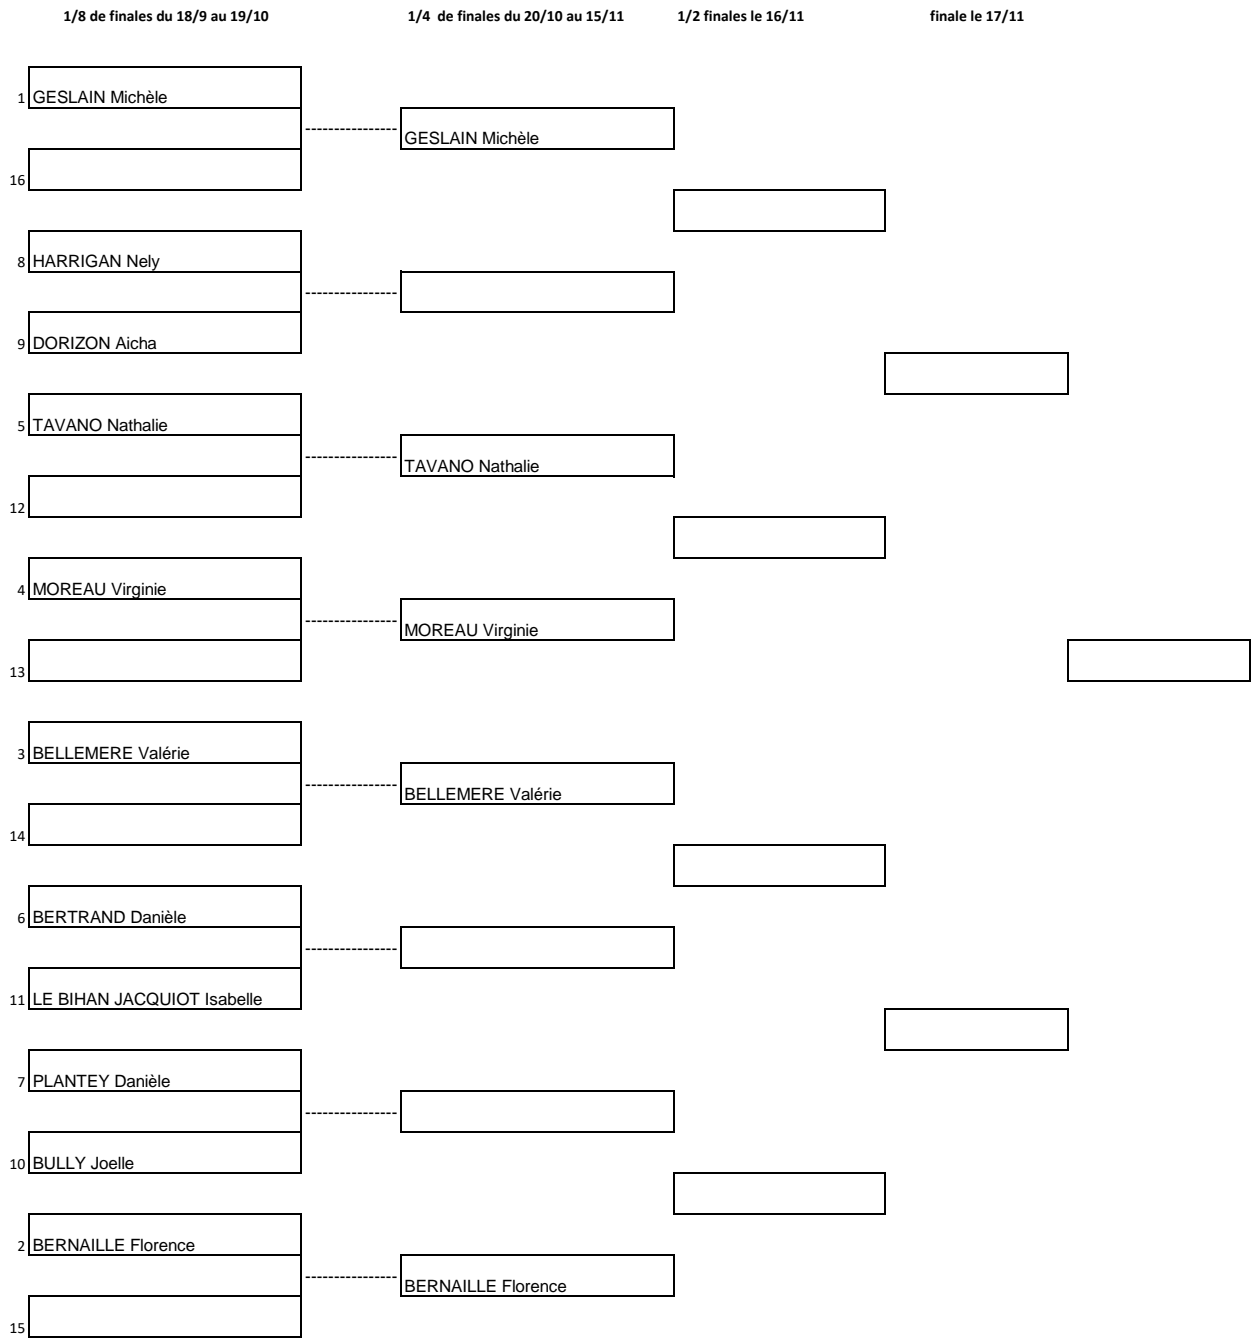 1/8 de finales du 18/9 au 19/10 1/4 de finales du 20/10 au 15/11 1/2 finales le 16/11 finale le 17/11
1 GESLAIN Michèle
GESLAIN Michèle
16
8 HARRIGAN Nely
9 DORIZON Aicha
5 TAVANO Nathalie
TAVANO Nathalie
12
4 MOREAU Virginie
MOREAU Virginie
13
3 BELLEMERE Valérie
BELLEMERE Valérie
14
6 BERTRAND Danièle
11 LE BIHAN JACQUIOT Isabelle
7 PLANTEY Danièle
10 BULLY Joelle
2 BERNAILLE Florence
BERNAILLE Florence
15